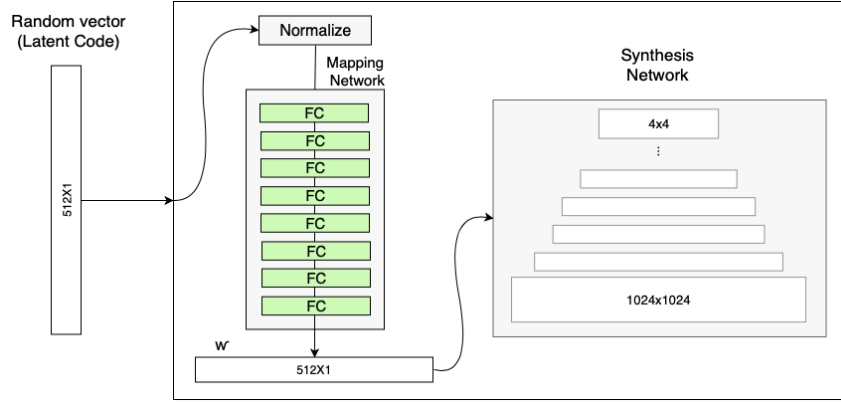 Random vector
(Latent Code)
512X1
Normalize
Mapping
Network
FC
FC
FC
FC
FC
FC
FC
FC
w
512X1
Synthesis
Network
4x4
⋮
1024x1024